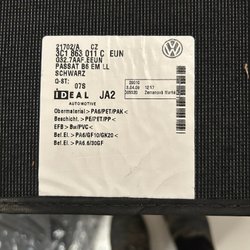 21702/A CZ
3C1 863 011 C EUN
032.7AAF.EEUN
PASSAT B6 EM LL
SCHWARZ
Q-ST:
07S
IDEAL JA2
AUTOMOTIVE
Obermaterial > PA6/PET/PAK <
Beschicht. > PE/PET/PP <
EFB > Bw/PVC <
Bef.El. > PA6/GF10/GK20 <
Bef.El. > PA6.6/30GF